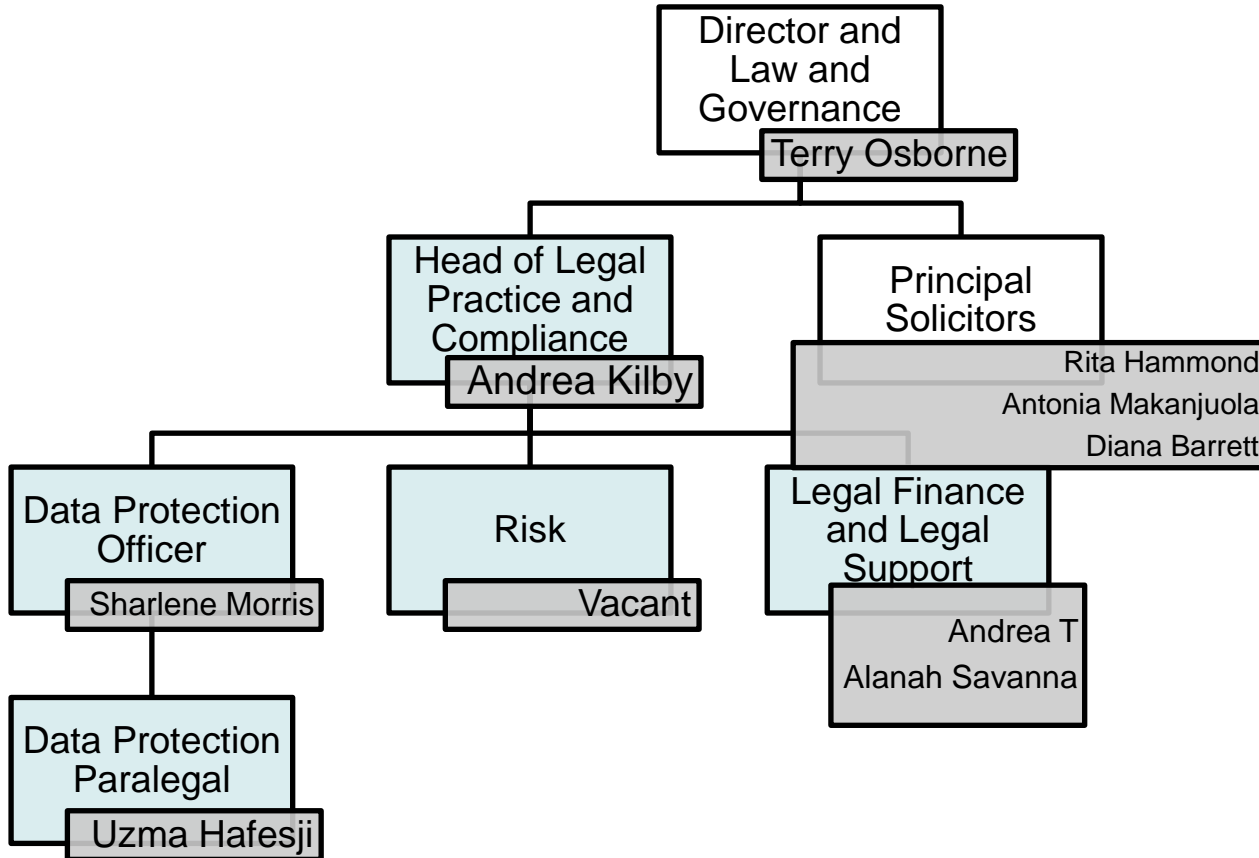 Director and
Law and
Governance
Terry Osborne
Head of Legal
Practice and
Compliance
Andrea Kilby
Principal
Solicitors
Rita Hammond
Antonia Makanjuola
Diana Barrett
Data Protection
Officer
Sharlene Morris
Risk
Vacant
Legal Finance
and Legal
Support
Andrea T
Alanah Savanna
Data Protection
Paralegal
Uzma Hafesji